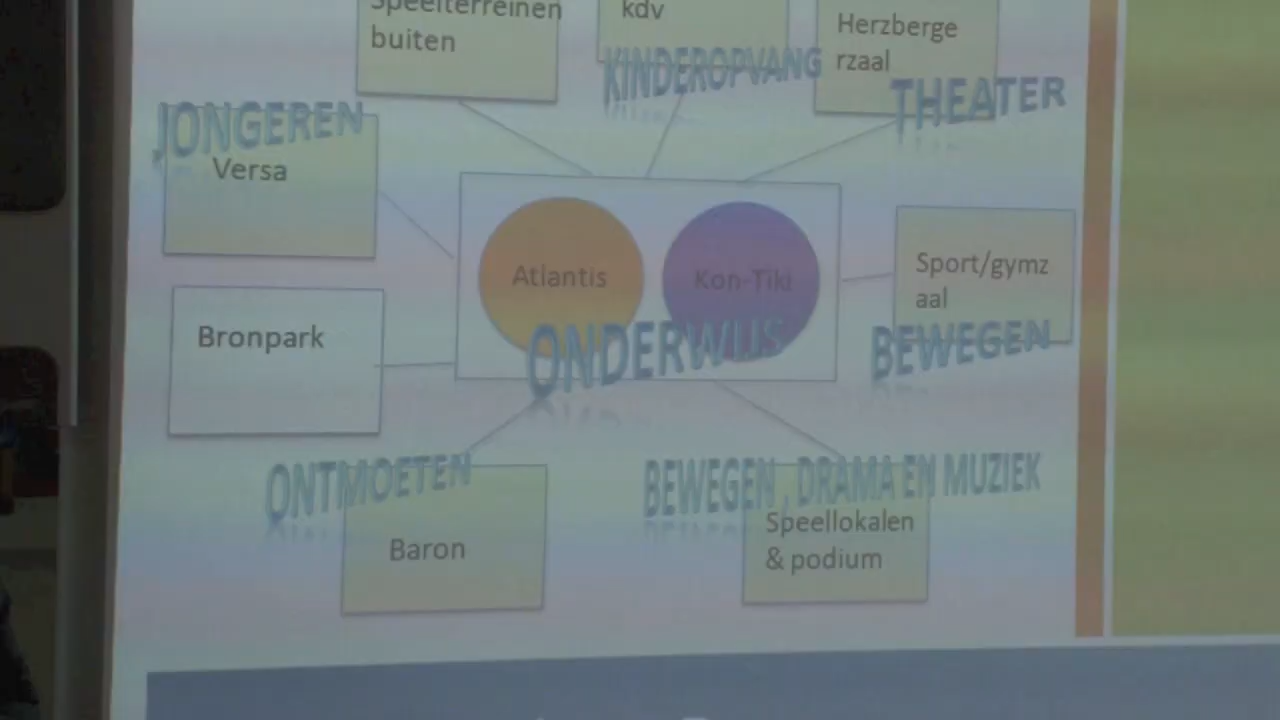 Speelterreinen
buiten
kdv
Herzberge
rzaal
KINDEROPVANG
THEATER
JONGEREN
Versa
Atlantis
Kon-Tiki
Sport/gymz
aal
ONDERWIJS
BEWEGEN
Bronpark
ONTMOETEN
BEWEGEN , DRAMA EN MUZIEK
Baron
Speellokalen
& podium